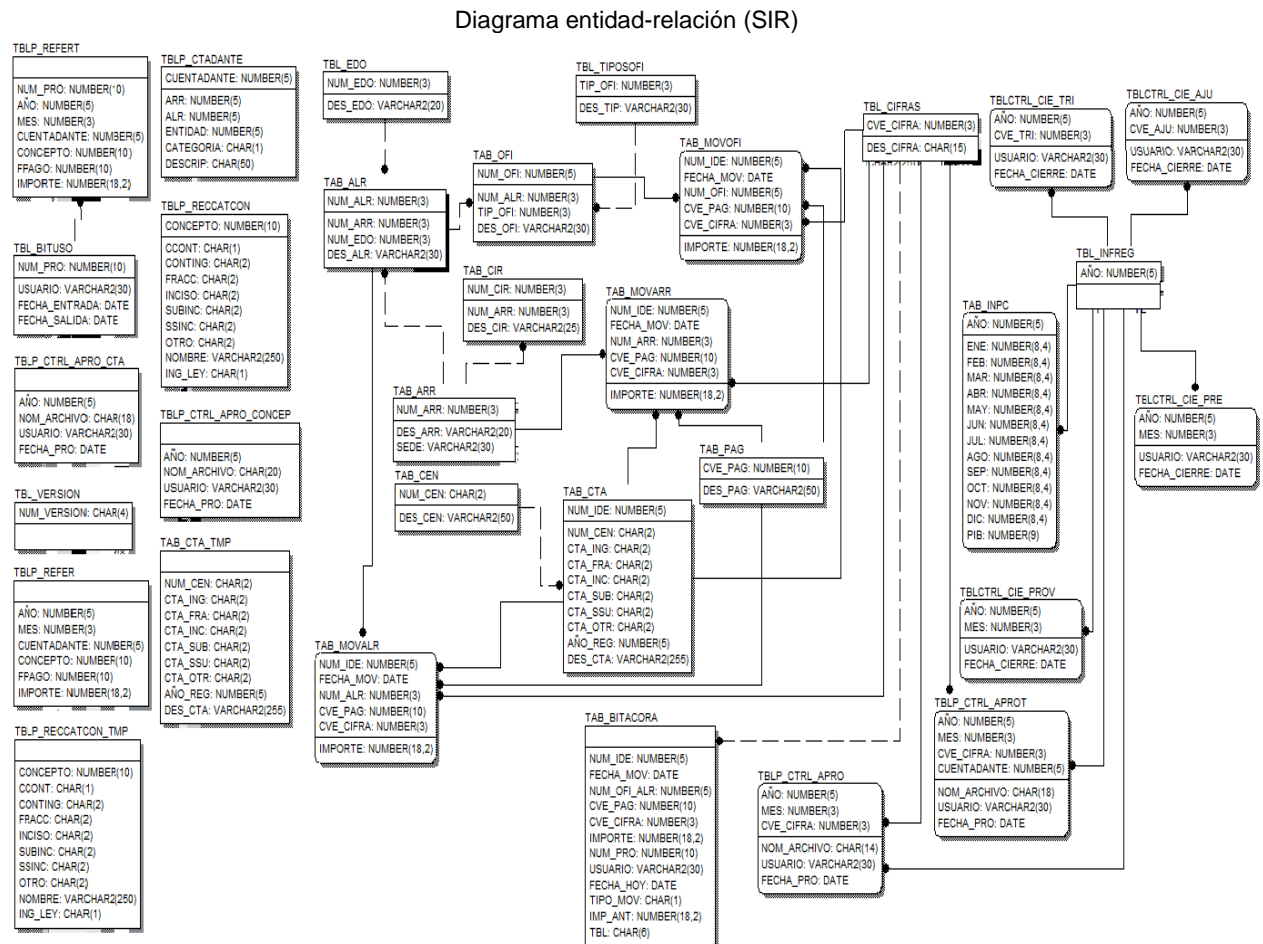 Diagrama entidad-relación (SIR)
TBLP_REFERT
NUM_PRO: NUMBER(10)
AÑO: NUMBER(5)
MES: NUMBER(3)
CUENTADANTE: NUMBER(5)
CONCEPTO: NUMBER(10)
FFAGO: NUMBER(10)
IMPORTE: NUMBER(18,2)
TBL_BITUSO
NUM_PRO: NUMBER(10)
USUARIO: VARCHAR2(30)
FECHA_ENTRADA: DATE
FECHA_SALIDA: DATE
TBLP_CTRL_APRO_CTA
AÑO: NUMBER(5)
NOM_ARCHIVO: CHAR(18)
USUARIO: VARCHAR2(30)
FECHA_PRO: DATE
TBL_VERSION
NUM_VERSION: CHAR(4)
TBLP_REFER
AÑO: NUMBER(5)
MES: NUMBER(3)
CUENTADANTE: NUMBER(5)
CONCEPTO: NUMBER(10)
FFAGO: NUMBER(10)
IMPORTE: NUMBER(18,2)
TBLP_RECCATCON_TMP
CONCEPTO: NUMBER(10)
CCONT: CHAR(1)
CONTING: CHAR(2)
FRACC: CHAR(2)
INCISO: CHAR(2)
SUBINC: CHAR(2)
SSINC: CHAR(2)
OTRO: CHAR(2)
NOMBRE: VARCHAR2(250)
ING_LEY: CHAR(1)
TBLP_CTADANTE
CUENTADANTE: NUMBER(5)
ARR: NUMBER(5)
ALR: NUMBER(5)
ENTIDAD: NUMBER(5)
CATEGORIA: CHAR(1)
DESCRIP: CHAR(50)
TBLP_RECCATCON
CONCEPTO: NUMBER(10)
CCONT: CHAR(1)
CONTING: CHAR(2)
FRACC: CHAR(2)
INCISO: CHAR(2)
SUBINC: CHAR(2)
SSINC: CHAR(2)
OTRO: CHAR(2)
NOMBRE: VARCHAR2(250)
ING_LEY: CHAR(1)
TBLP_CTRL_APRO_CONCEP
AÑO: NUMBER(5)
NOM_ARCHIVO: CHAR(20)
USUARIO: VARCHAR2(30)
FECHA_PRO: DATE
TAB_CTA_TMP
NUM_CEN: CHAR(2)
CTA_ING: CHAR(2)
CTA_FRA: CHAR(2)
CTA_INC: CHAR(2)
CTA_SUB: CHAR(2)
CTA_SSU: CHAR(2)
CTA_OTR: CHAR(2)
AÑO_REG: NUMBER(5)
DES_CTA: VARCHAR2(255)
TBL_EDO
NUM_EDO: NUMBER(3)
DES_EDO: VARCHAR2(20)
TAB_ALR
NUM_ALR: NUMBER(3)
NUM_ARR: NUMBER(3)
NUM_EDO: NUMBER(3)
DES_ALR: VARCHAR2(30)
TAB_OFI
NUM_OFI: NUMBER(5)
NUM_ALR: NUMBER(3)
TIP_OFI: NUMBER(3)
DES_OFI: VARCHAR2(30)
TBL_TIPOSOFI
TIP_OFI: NUMBER(3)
DES_TIP: VARCHAR2(30)
TAB_MOVOFI
NUM_IDE: NUMBER(5)
FECHA_MOV: DATE
NUM_OFI: NUMBER(5)
CVE_PAG: NUMBER(10)
CVE_CIFRA: NUMBER(3)
IMPORTE: NUMBER(18,2)
TAB_CIR
NUM_CIR: NUMBER(3)
NUM_ARR: NUMBER(3)
DES_CIR: VARCHAR2(25)
TAB_MOVARR
NUM_IDE: NUMBER(5)
FECHA_MOV: DATE
NUM_ARR: NUMBER(3)
CVE_PAG: NUMBER(10)
CVE_CIFRA: NUMBER(3)
IMPORTE: NUMBER(18,2)
TAB_ARR
NUM_ARR: NUMBER(3)
DES_ARR: VARCHAR2(20)
SEDE: VARCHAR2(30)
TAB_CEN
NUM_CEN: CHAR(2)
DES_CEN: VARCHAR2(50)
TAB_PAG
CVE_PAG: NUMBER(10)
DES_PAG: VARCHAR2(50)
TAB_CTA
NUM_IDE: NUMBER(5)
NUM_CEN: CHAR(2)
CTA_ING: CHAR(2)
CTA_FRA: CHAR(2)
CTA_INC: CHAR(2)
CTA_SUB: CHAR(2)
CTA_SSU: CHAR(2)
CTA_OTR: CHAR(2)
AÑO_REG: NUMBER(5)
DES_CTA: VARCHAR2(255)
TAB_MOVALR
NUM_IDE: NUMBER(5)
FECHA_MOV: DATE
NUM_ALR: NUMBER(3)
CVE_PAG: NUMBER(10)
CVE_CIFRA: NUMBER(3)
IMPORTE: NUMBER(18,2)
TAB_BITACORA
NUM_IDE: NUMBER(5)
FECHA_MOV: DATE
NUM_OFI_ALR: NUMBER(5)
CVE_PAG: NUMBER(10)
CVE_CIFRA: NUMBER(3)
IMPORTE: NUMBER(18,2)
NUM_PRO: NUMBER(10)
USUARIO: VARCHAR2(30)
FECHA_HOY: DATE
TIPO_MOV: CHAR(1)
IMP_ANT: NUMBER(18,2)
TBL: CHAR(6)
TBL_CIFRAS
CVE_CIFRA: NUMBER(3)
DES_CIFRA: CHAR(15)
TBLCTRL_CIE_TRI
AÑO: NUMBER(5)
CVE_TRI: NUMBER(3)
USUARIO: VARCHAR2(30)
FECHA_CIERRE: DATE
TBLCTRL_CIE_AJU
AÑO: NUMBER(5)
CVE_AJU: NUMBER(3)
USUARIO: VARCHAR2(30)
FECHA_CIERRE: DATE
TBL_INFREG
AÑO: NUMBER(5)
TAB_INPC
AÑO: NUMBER(5)
ENE: NUMBER(8,4)
FEB: NUMBER(8,4)
MAR: NUMBER(8,4)
ABR: NUMBER(8,4)
MAY: NUMBER(8,4)
JUN: NUMBER(8,4)
JUL: NUMBER(8,4)
AGO: NUMBER(8,4)
SEP: NUMBER(8,4)
OCT: NUMBER(8,4)
NOV: NUMBER(8,4)
DIC: NUMBER(8,4)
PIB: NUMBER(9)
TELCTRL_CIE_PRE
AÑO: NUMBER(5)
MES: NUMBER(3)
USUARIO: VARCHAR2(30)
FECHA_CIERRE: DATE
TBLCTRL_CIE_PROV
AÑO: NUMBER(5)
MES: NUMBER(3)
USUARIO: VARCHAR2(30)
FECHA_CIERRE: DATE
TBLP_CTRL_APROT
AÑO: NUMBER(5)
MES: NUMBER(3)
CVE_CIFRA: NUMBER(3)
CUENTADANTE: NUMBER(5)
NOM_ARCHIVO: CHAR(18)
USUARIO: VARCHAR2(30)
FECHA_PRO: DATE
TBLP_CTRL_APRO
AÑO: NUMBER(5)
MES: NUMBER(3)
CVE_CIFRA: NUMBER(3)
NOM_ARCHIVO: CHAR(14)
USUARIO: VARCHAR2(30)
FECHA_PRO: DATE